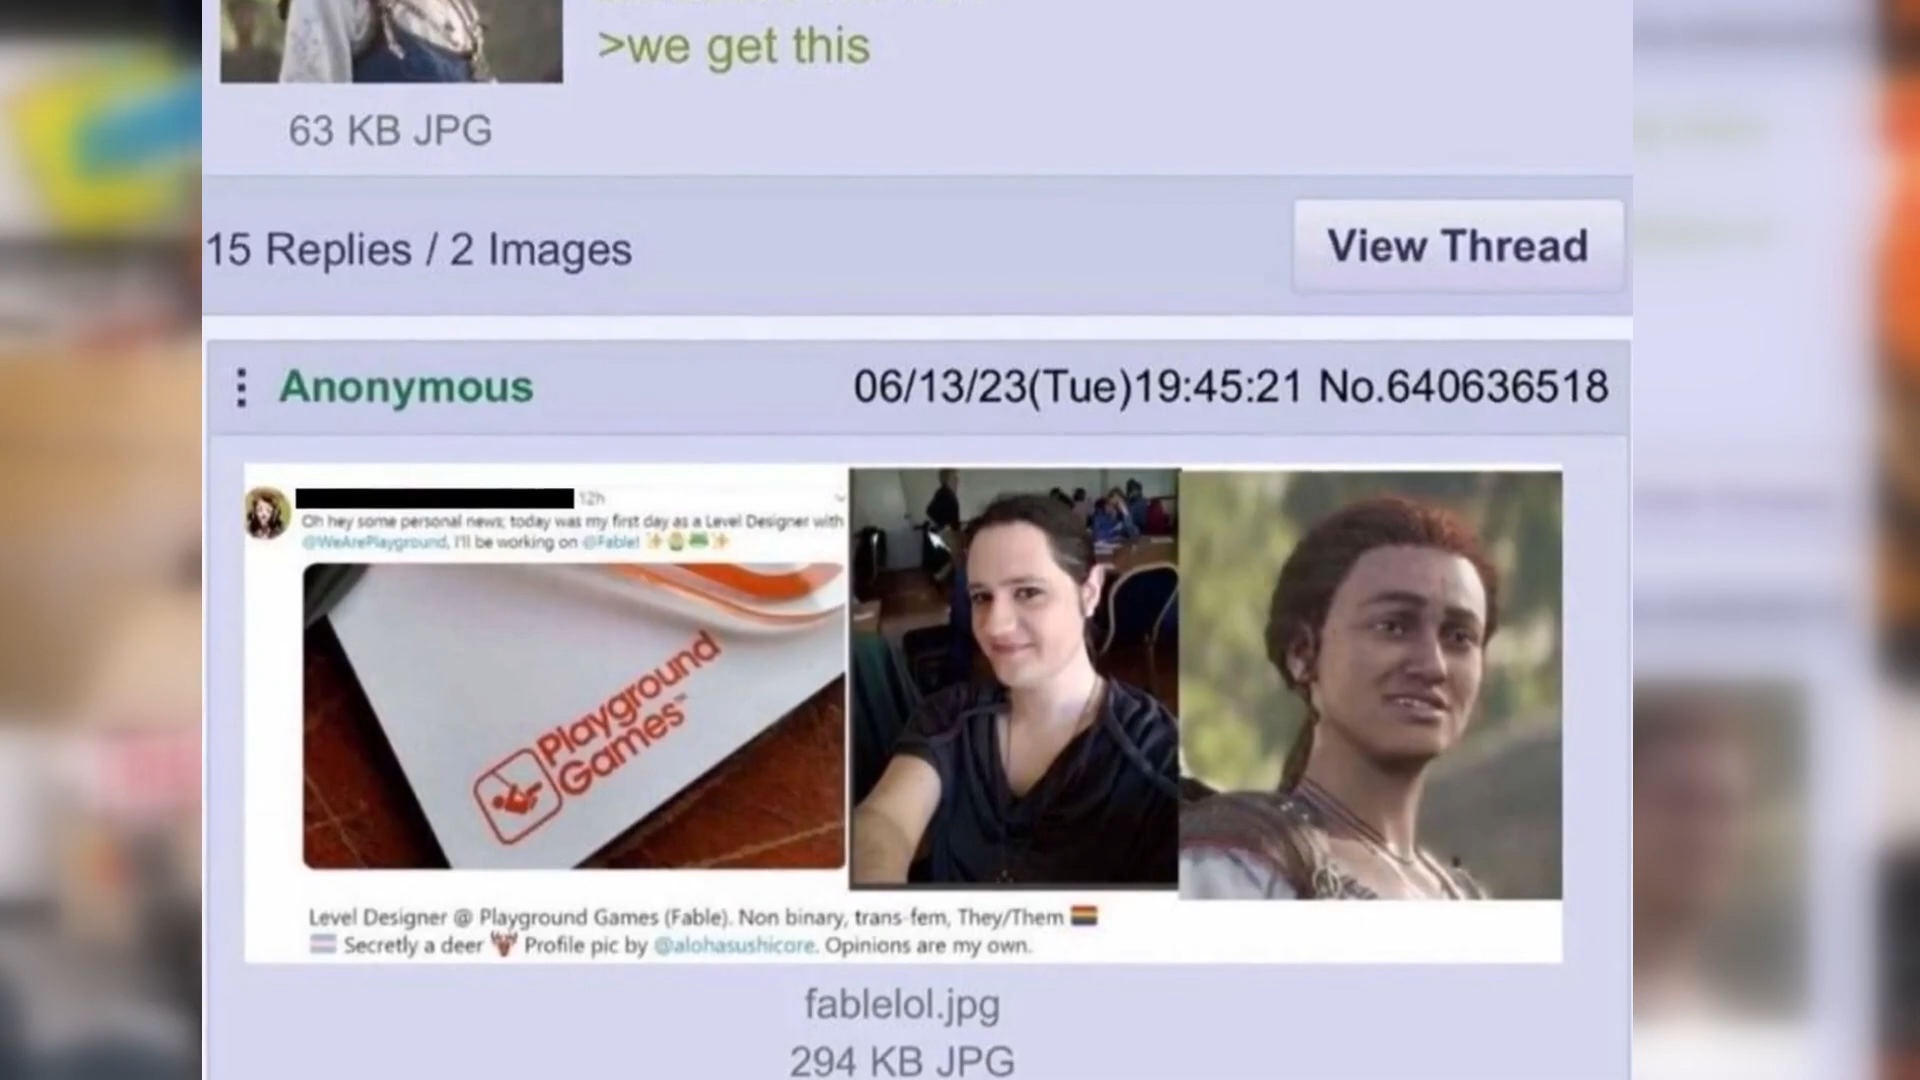 >we get this
63 KB JPG
15 Replies / 2 Images
View Thread
Anonymous
06/13/23(Tue)19:45:21 No.640636518
12h
Oh hey some personal news; today was my first day as a Level Designer with
@WeArePlayground, I'll be working on @Fable!
Playground
Games™
Level Designer @ Playground Games (Fable). Non binary, trans-fem, They/Them
Secretly a deer Profile pic by @alohasushicore. Opinions are my own.
fablelol.jpg
294 KB JPG